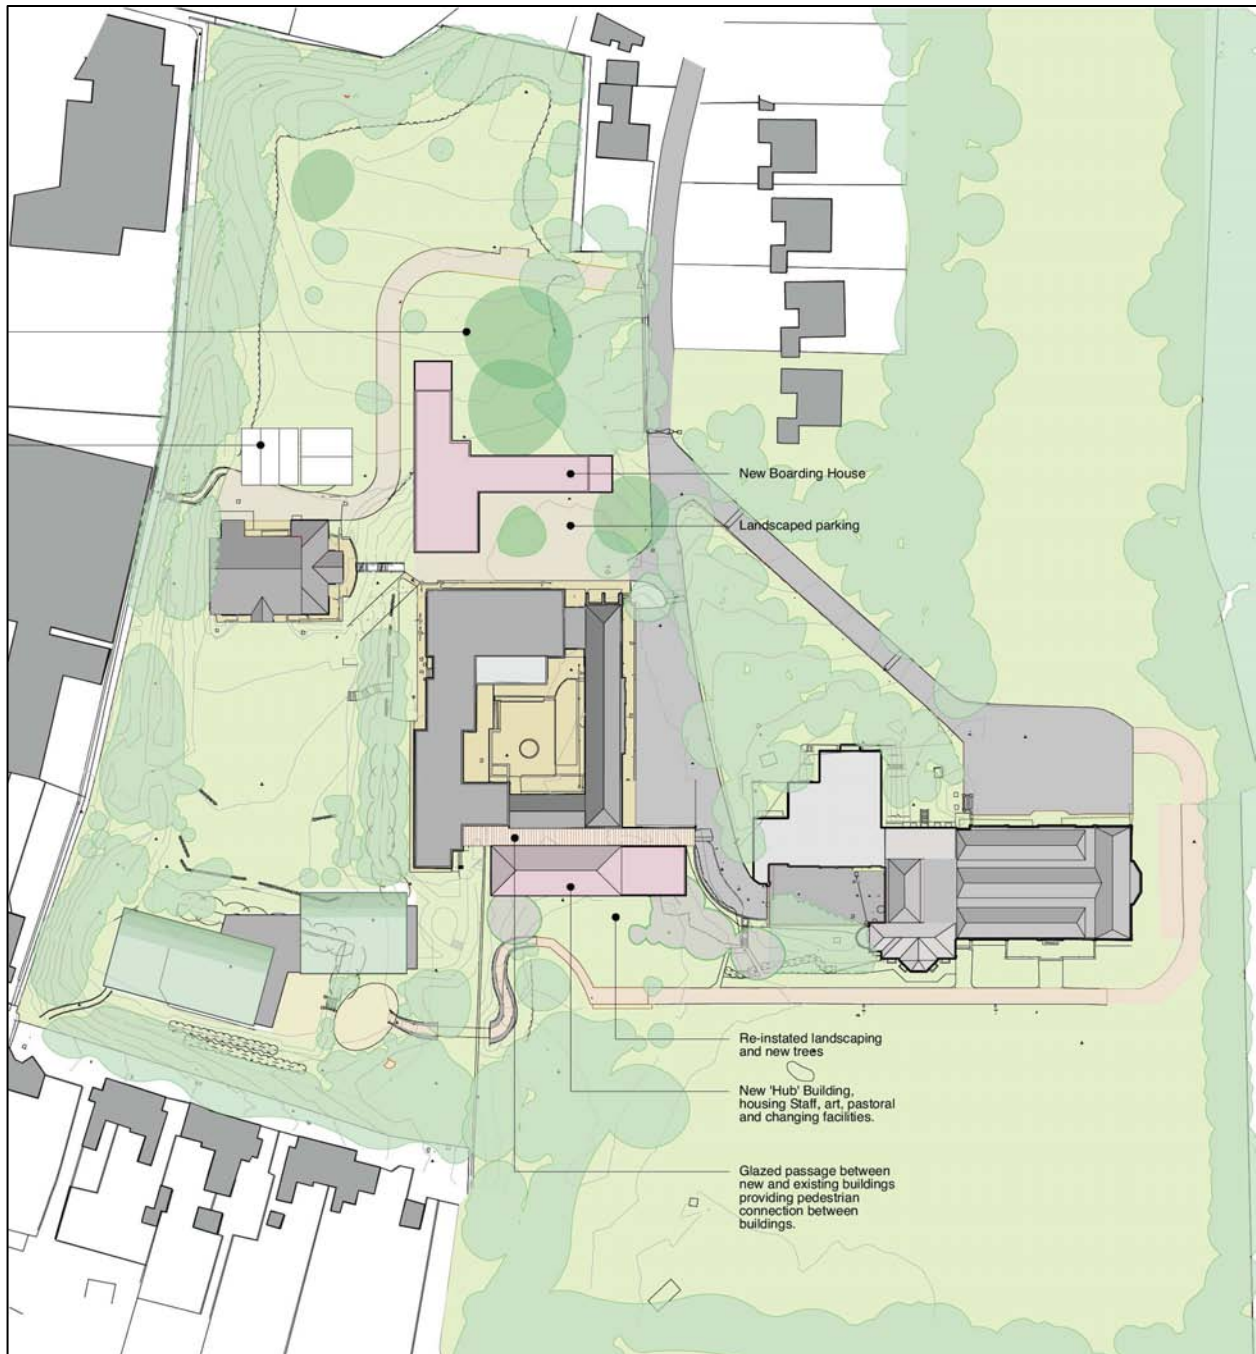 New Boarding House
Landscaped parking
Re-instated landscaping
and new trees
New 'Hub' Building,
housing Staff, art, pastoral
and changing facilities.
Glazed passage between
new and existing buildings
providing pedestrian
connection between
buildings.